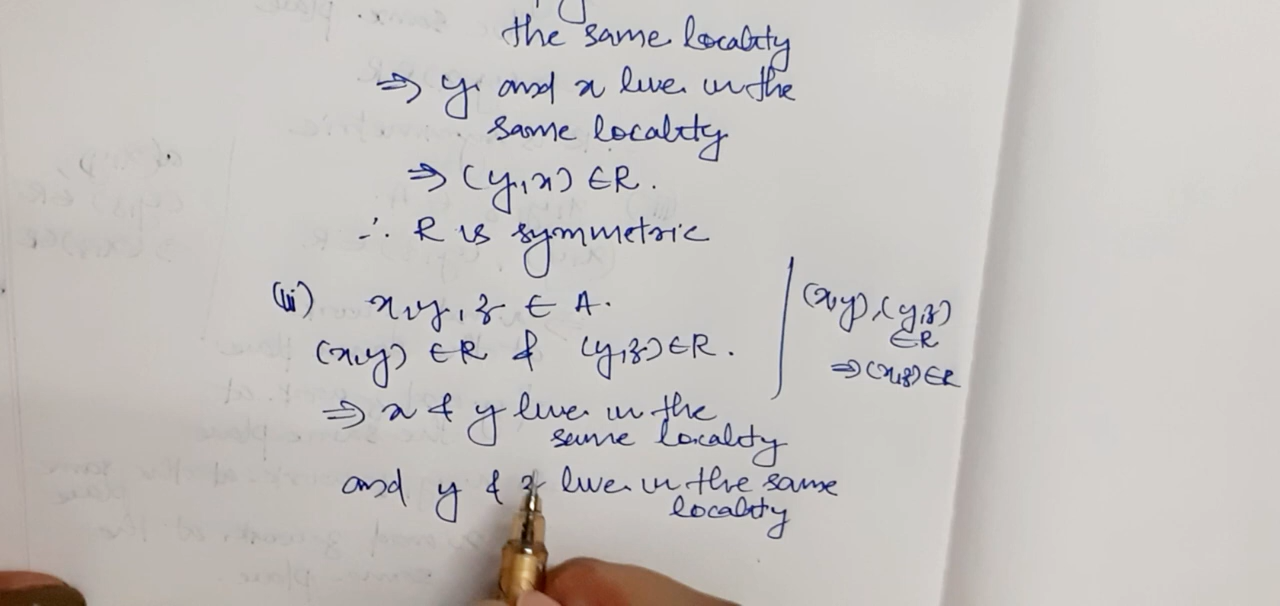 the same locality
⇒ y and x live in the
same locality
⇒ (y,x) ∈R.
∴ R is symmetric
(iii) x,y,z ∈ A.
(x,y) ∈R & (y,z)∈R.
⇒ x & y live in the
same locality
and y & z live in the same
locality
(x,y),(y,z)
∈R
⇒(x,z)∈R